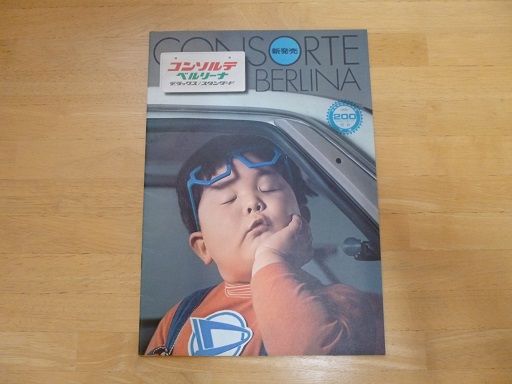 CONSORTE
新発売
BERLINA
コンソルテ
ベルリーナ
デラックス/スタンダード
200